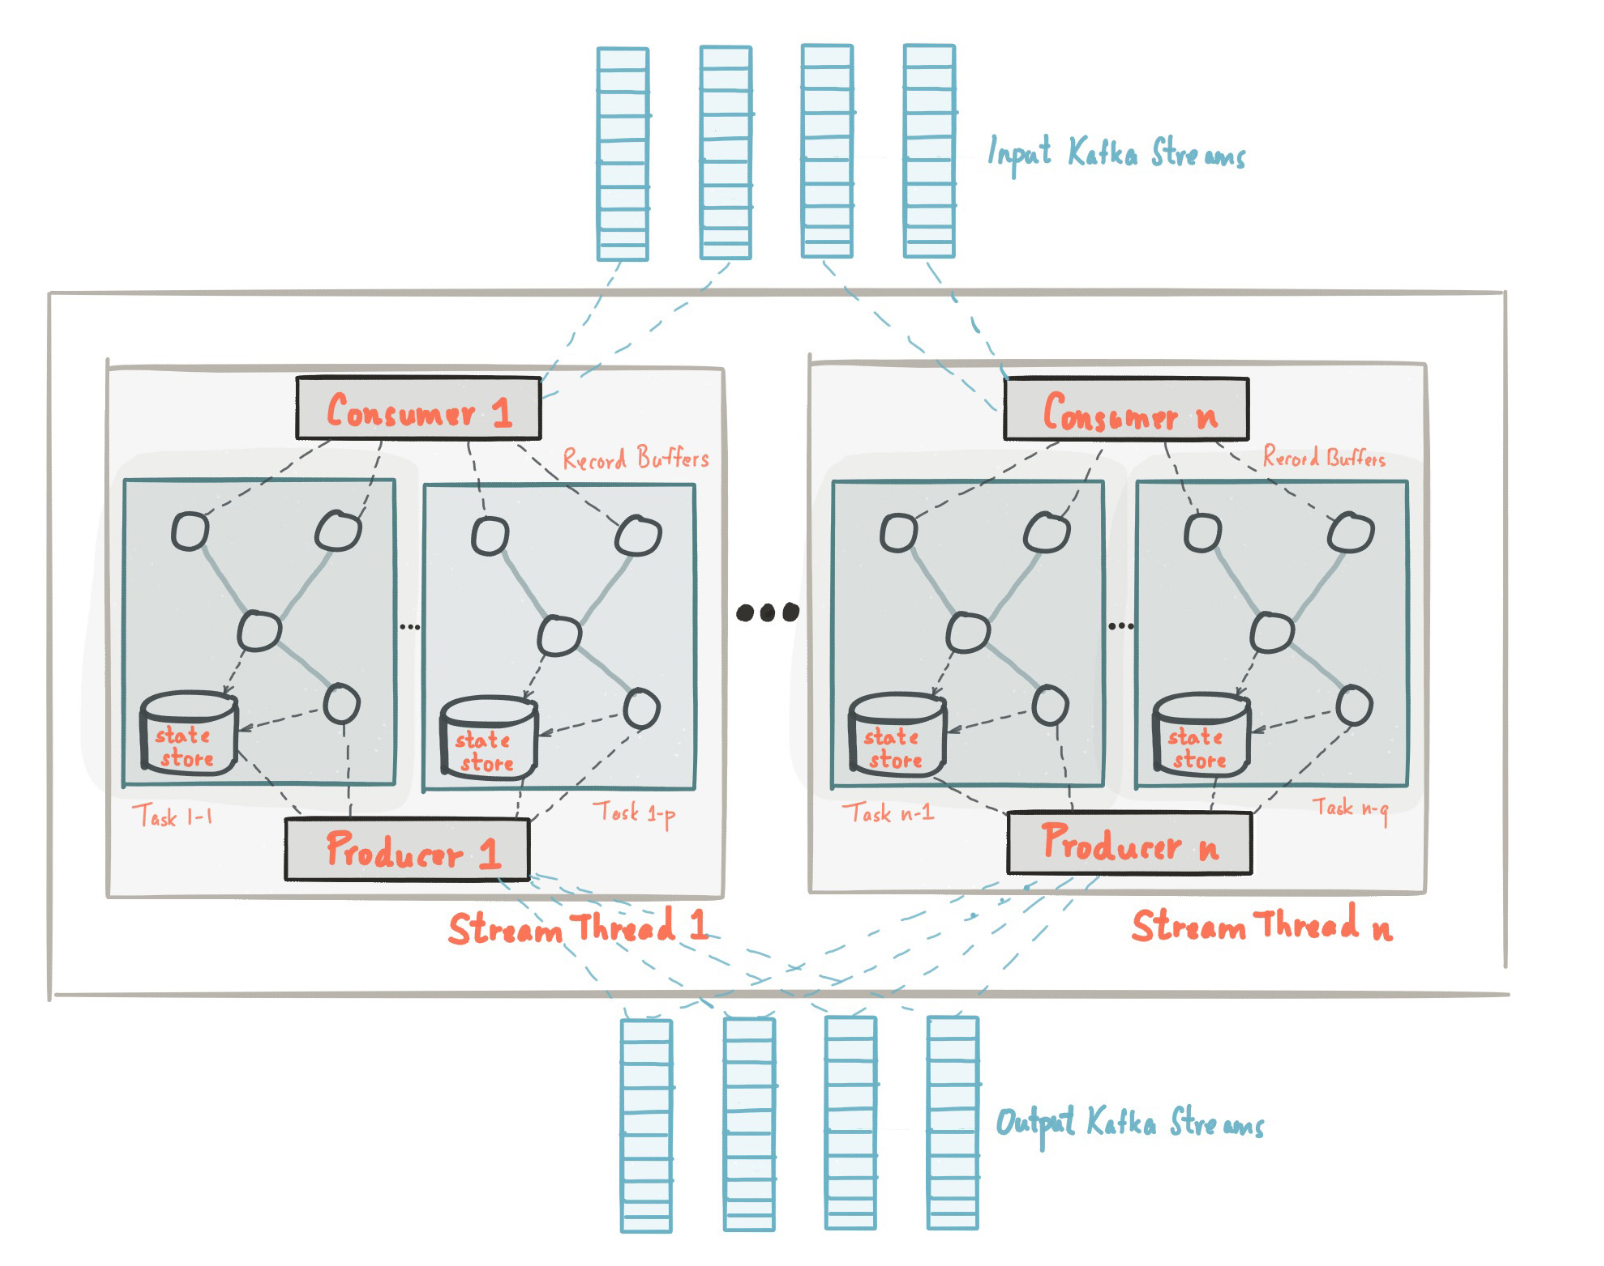 Input Kafka Streams
Consumer 1
Consumer n
Record Buffers
Record Buffers
...
...
...
state
store
state
store
state
store
state
store
Task 1-1
Task 1-p
Task n-1
Task n-q
Producer 1
Producer n
Stream Thread 1
Stream Thread n
Output Kafka Streams